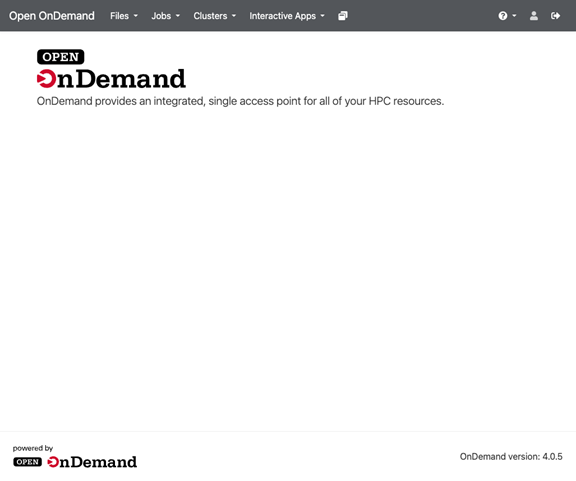 Open OnDemand Files Jobs Clusters Interactive Apps
OPEN
OnDemand
OnDemand provides an integrated, single access point for all of your HPC resources.
powered by
OPEN OnDemand
OnDemand version: 4.0.5